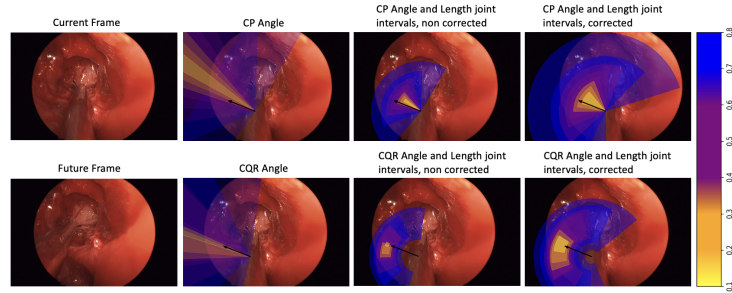 Current Frame
CP Angle
CP Angle and Length joint
intervals, non corrected
CP Angle and Length joint
intervals, corrected
Future Frame
CQR Angle
CQR Angle and Length joint
intervals, non corrected
CQR Angle and Length joint
intervals, corrected
0.8
0.7
0.6
0.5
0.4
0.3
0.2
0.1